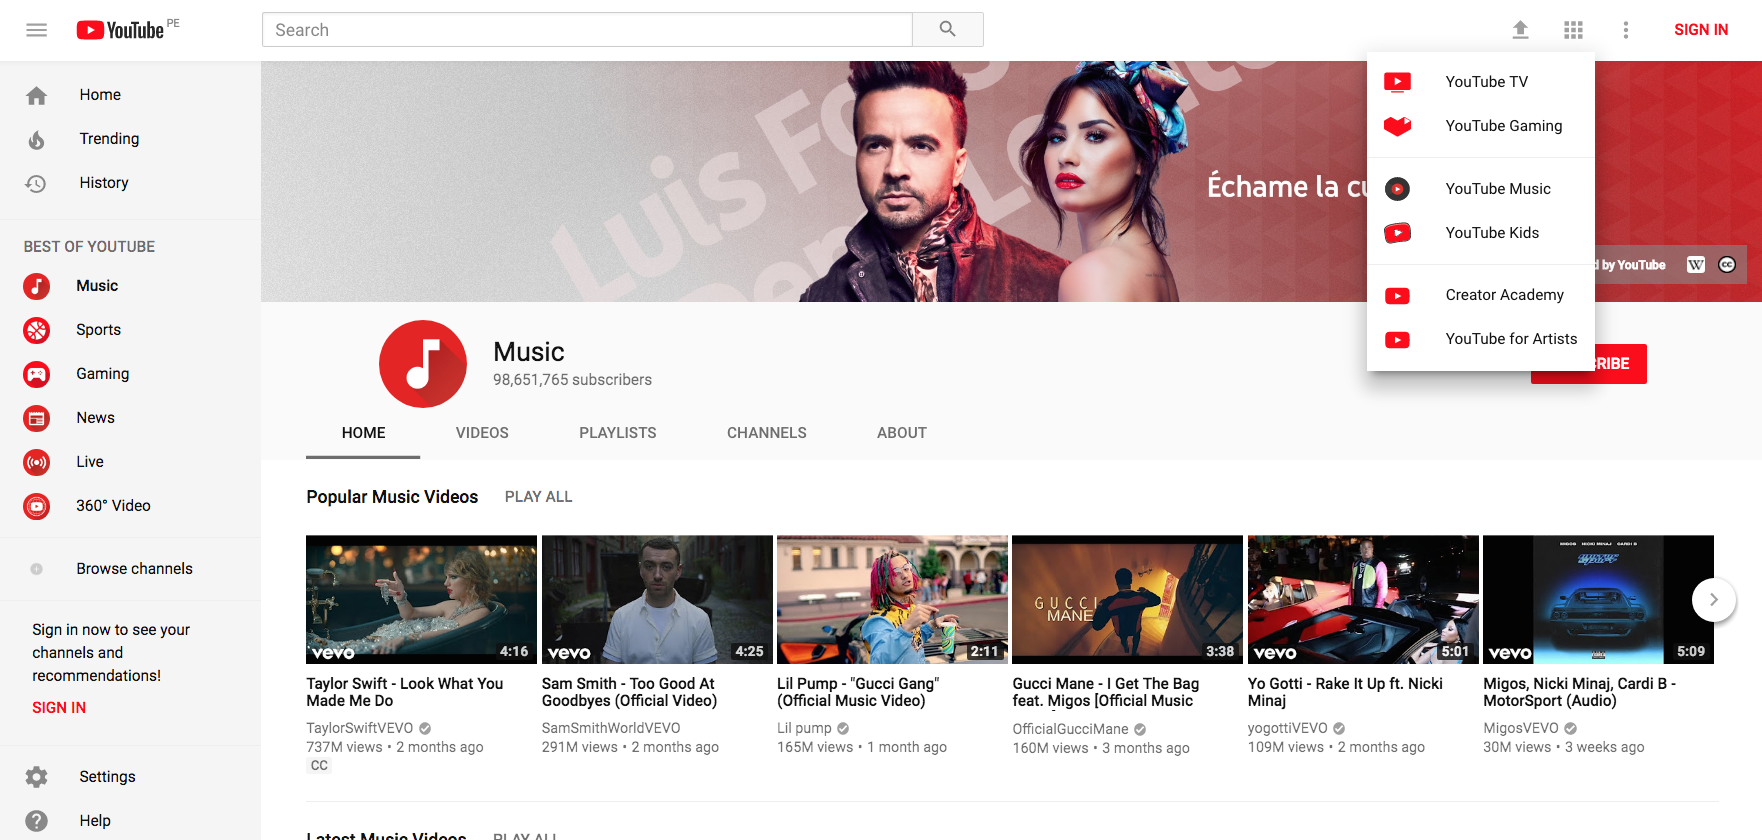 YouTube PE
Search
SIGN IN
Home
Trending
History
BEST OF YOUTUBE
Music
Sports
Gaming
News
Live
360° Video
Browse channels
Sign in now to see your
channels and
recommendations!
SIGN IN
Settings
Help
Luis Fo
Dem
Échame la cu
d by YouTube
W
cc
YouTube TV
YouTube Gaming
YouTube Music
YouTube Kids
Creator Academy
YouTube for Artists
Music
98,651,765 subscribers
RIBE
HOME
VIDEOS
PLAYLISTS
CHANNELS
ABOUT
Popular Music Videos PLAY ALL
vevo 4:16
Taylor Swift - Look What You
Made Me Do
TaylorSwiftVEVO
737M views • 2 months ago
CC
vevo 4:25
Sam Smith - Too Good At
Goodbyes (Official Video)
SamSmithWorldVEVO
291M views • 2 months ago
2:11
Lil Pump - "Gucci Gang"
(Official Music Video)
Lil pump
165M views • 1 month ago
GUCCI
MANE
3:38
Gucci Mane - I Get The Bag
feat. Migos [Official Music
OfficialGucciMane
160M views • 3 months ago
vevo 5:01
Yo Gotti - Rake It Up ft. Nicki
Minaj
yogottiVEVO
109M views • 2 months ago
MIGOS NICKI MINAJ CARDI B
vevo 5:09
Migos, Nicki Minaj, Cardi B -
MotorSport (Audio)
MigosVEVO
30M views • 3 weeks ago
Latest Music Videos PLAY ALL